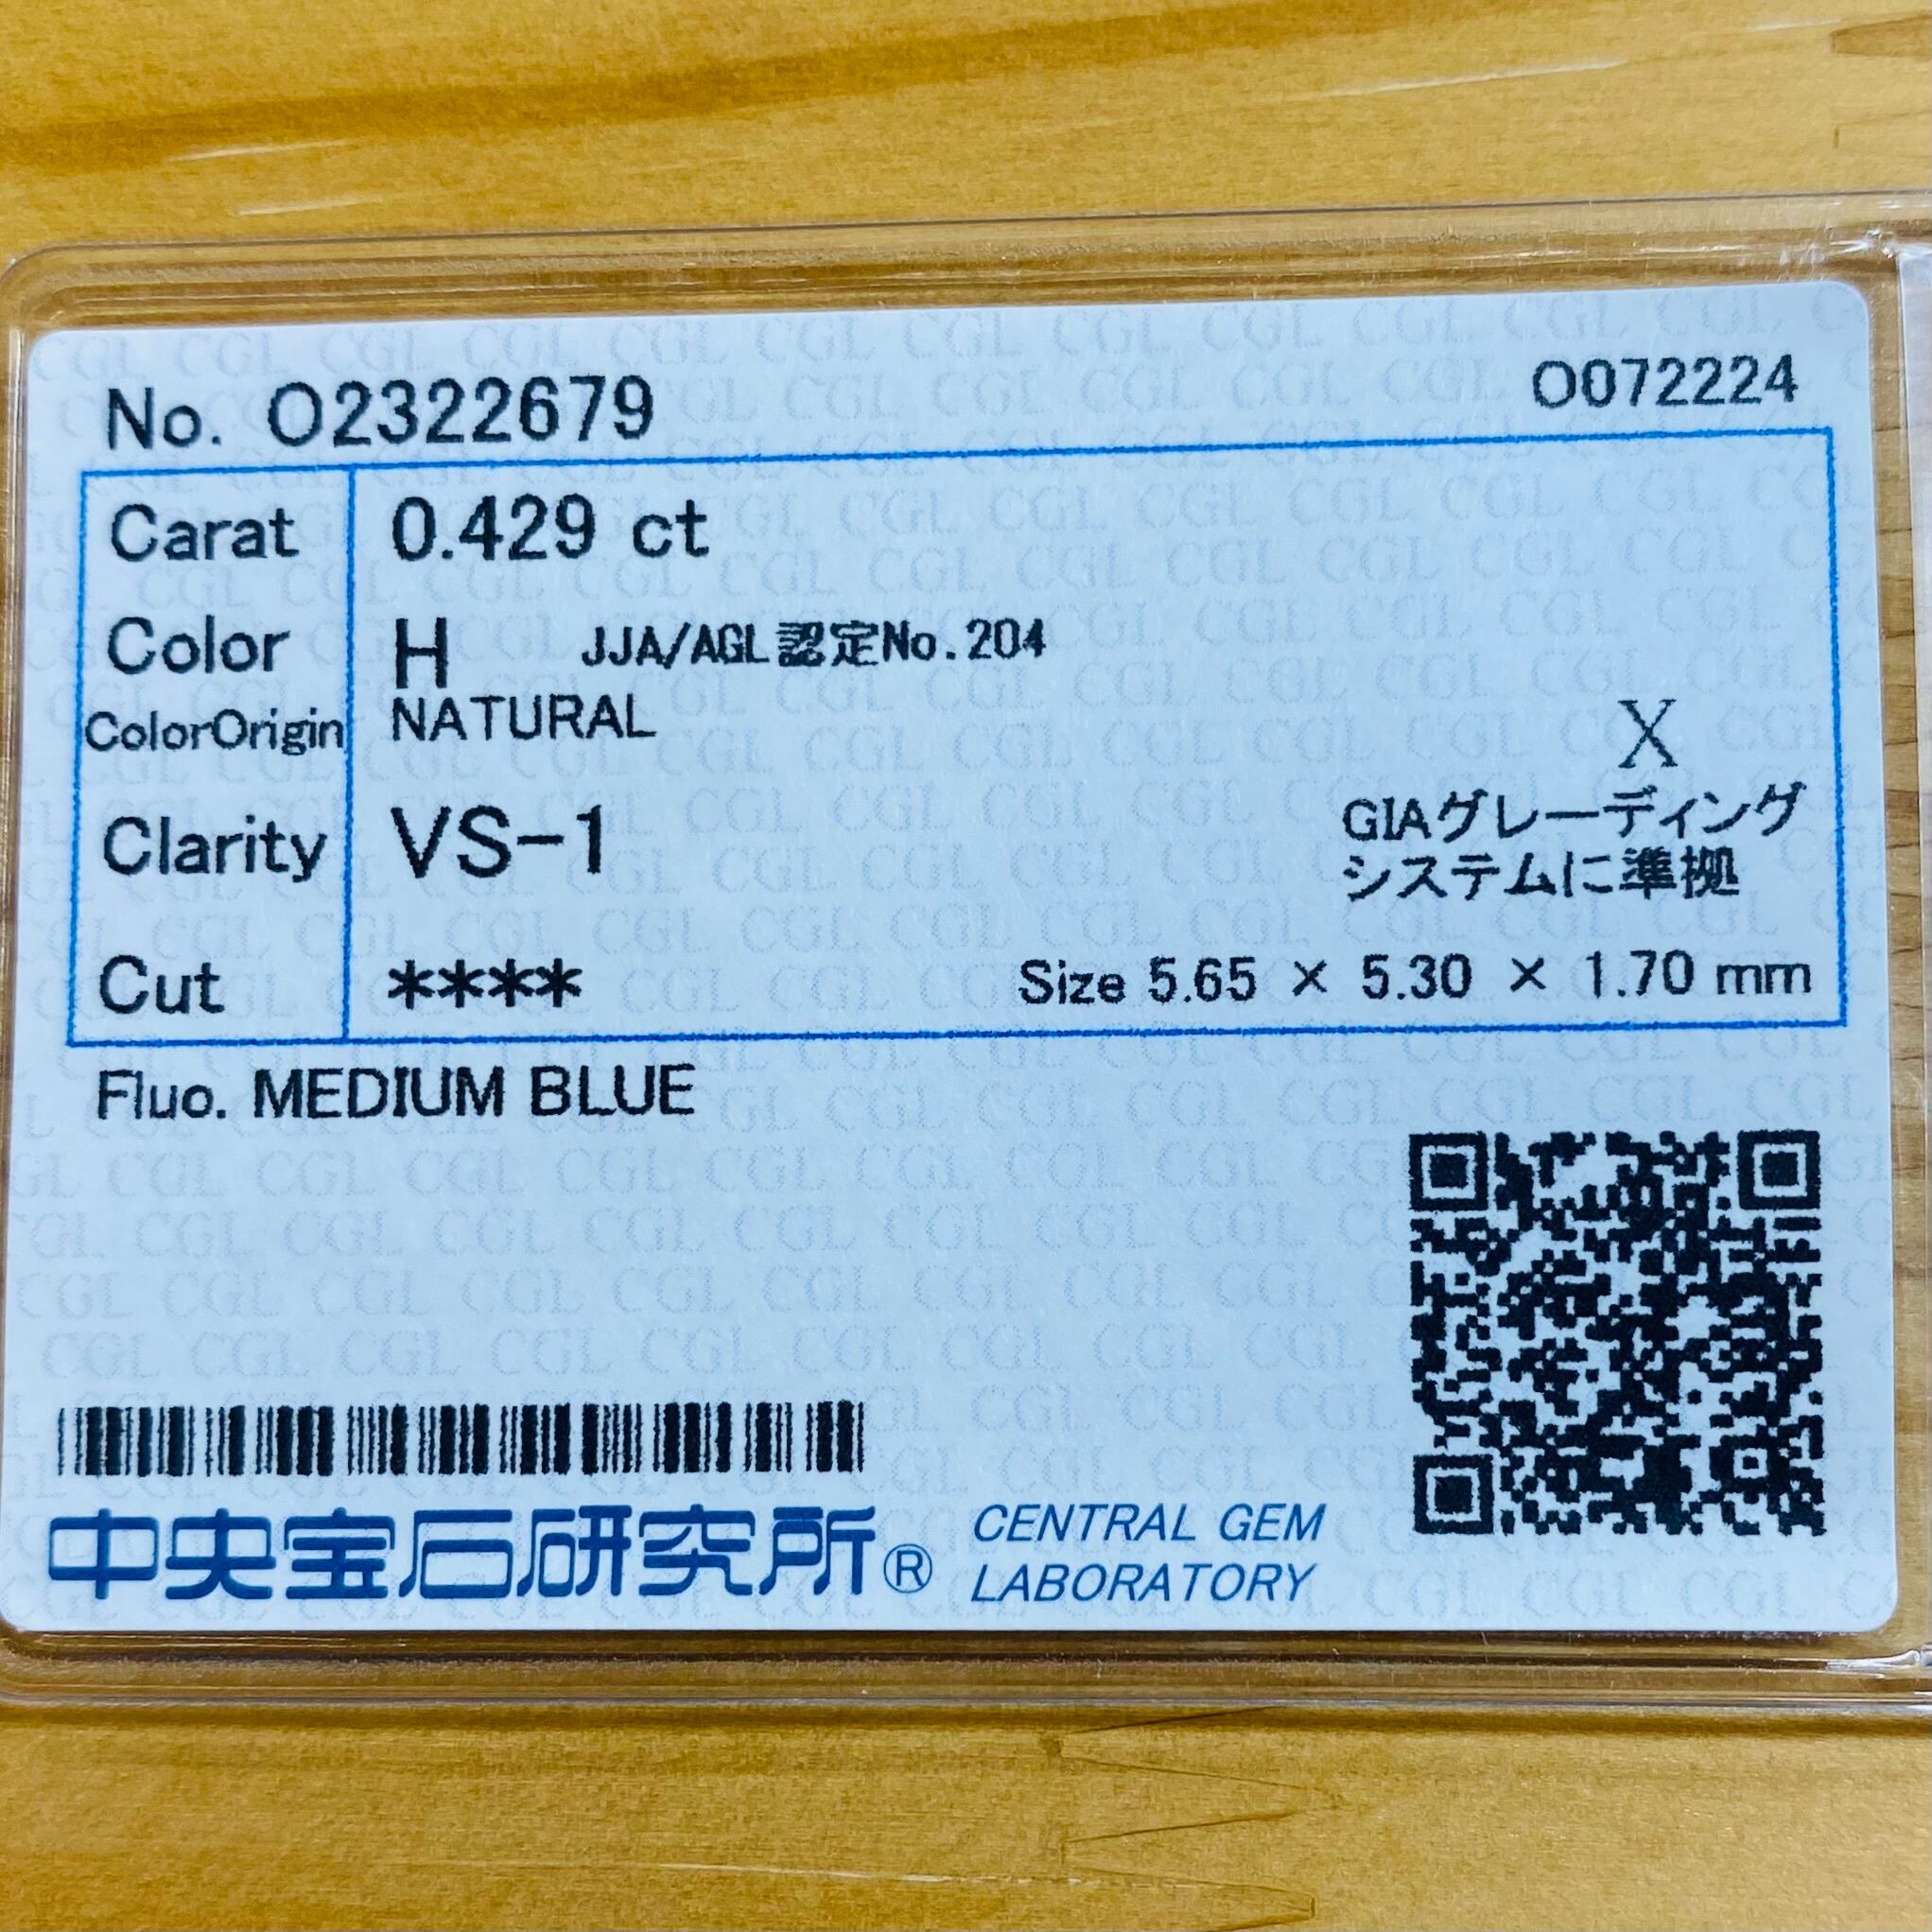 No. O2322679
O072224
Carat 0.429 ct
Color H JJA/AGL認定No.204
ColorOrigin NATURAL
X
Clarity VS-1
GIAグレーディング
システムに準拠
Cut ****
Size 5.65 × 5.30 × 1.70 mm
Fluo. MEDIUM BLUE
中央宝石研究所®
CENTRAL GEM
LABORATORY